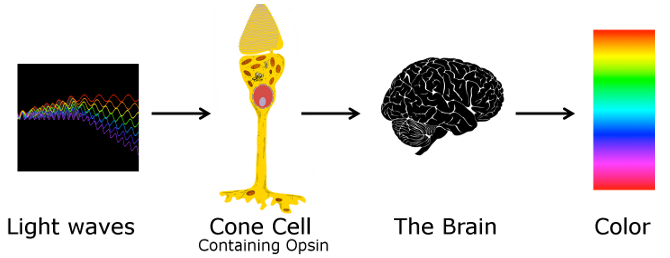 Light waves
Cone Cell
Containing Opsin
The Brain
Color